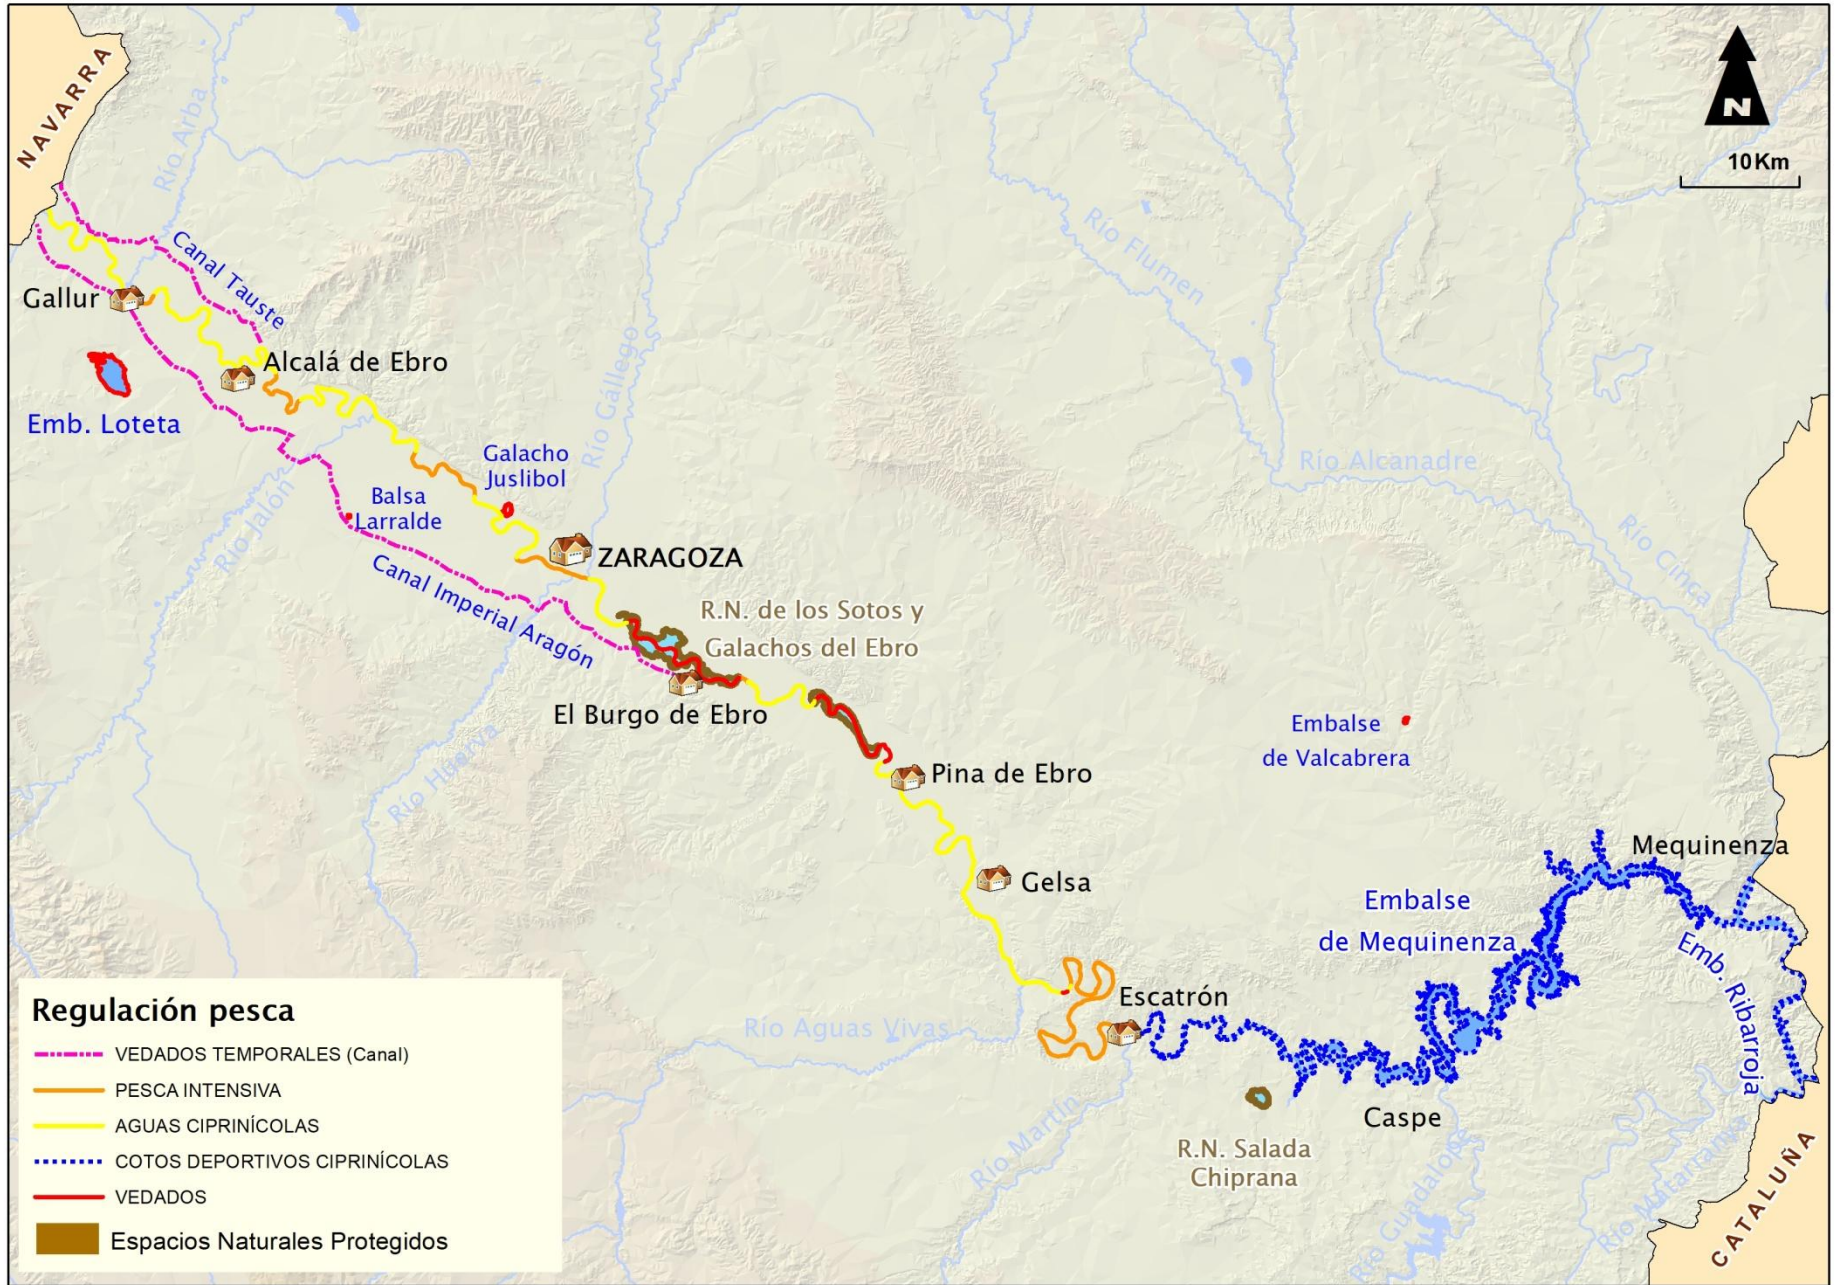 NAVARRA
Río Arba
N
10Km
Canal Tauste
Río Flumen
Gallur
Alcalá de Ebro
Emb. Loteta
Río Gállego
Galacho
Juslibol
Río Alcanadre
Balsa
Larralde
Río Jalón
ZARAGOZA
Río Cinca
Canal Imperial Aragón
R.N. de los Sotos y
Galachos del Ebro
El Burgo de Ebro
Embalse
de Valcabrera
Río Huerva
Pina de Ebro
Mequinenza
Gelsa
Embalse
de Mequinenza
Emb. Ribarroja
Escatrón
Río Aguas Vivas
Caspe
R.N. Salada
Chiprana
Río Martín
Río Guadalope
Río Matarranya
CATALUÑA
Regulación pesca
VEDADOS TEMPORALES (Canal)
PESCA INTENSIVA
AGUAS CIPRINÍCOLAS
COTOS DEPORTIVOS CIPRINÍCOLAS
VEDADOS
Espacios Naturales Protegidos